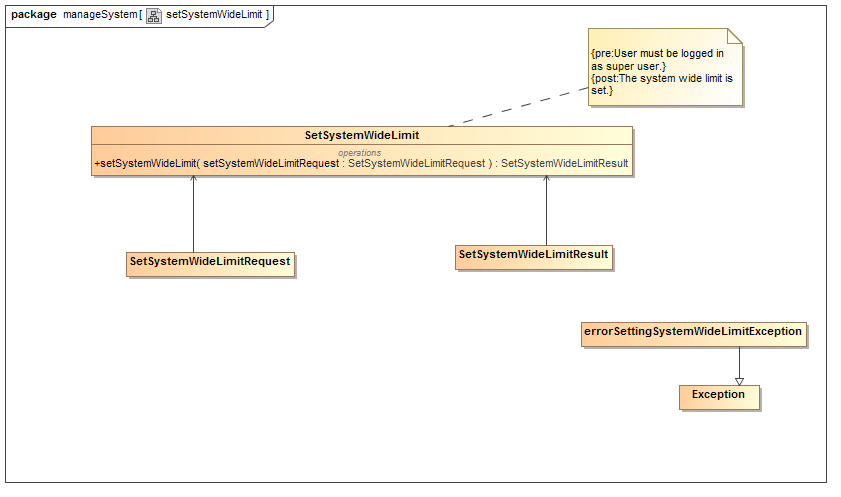 package manageSystem[ setSystemWideLimit ]
{pre:User must be logged in
as super user.}
{post:The system wide limit is
set.}
SetSystemWideLimit
operations
+setSystemWideLimit( setSystemWideLimitRequest : SetSystemWideLimitRequest ) : SetSystemWideLimitResult
SetSystemWideLimitRequest
SetSystemWideLimitResult
errorSettingSystemWideLimitException
Exception